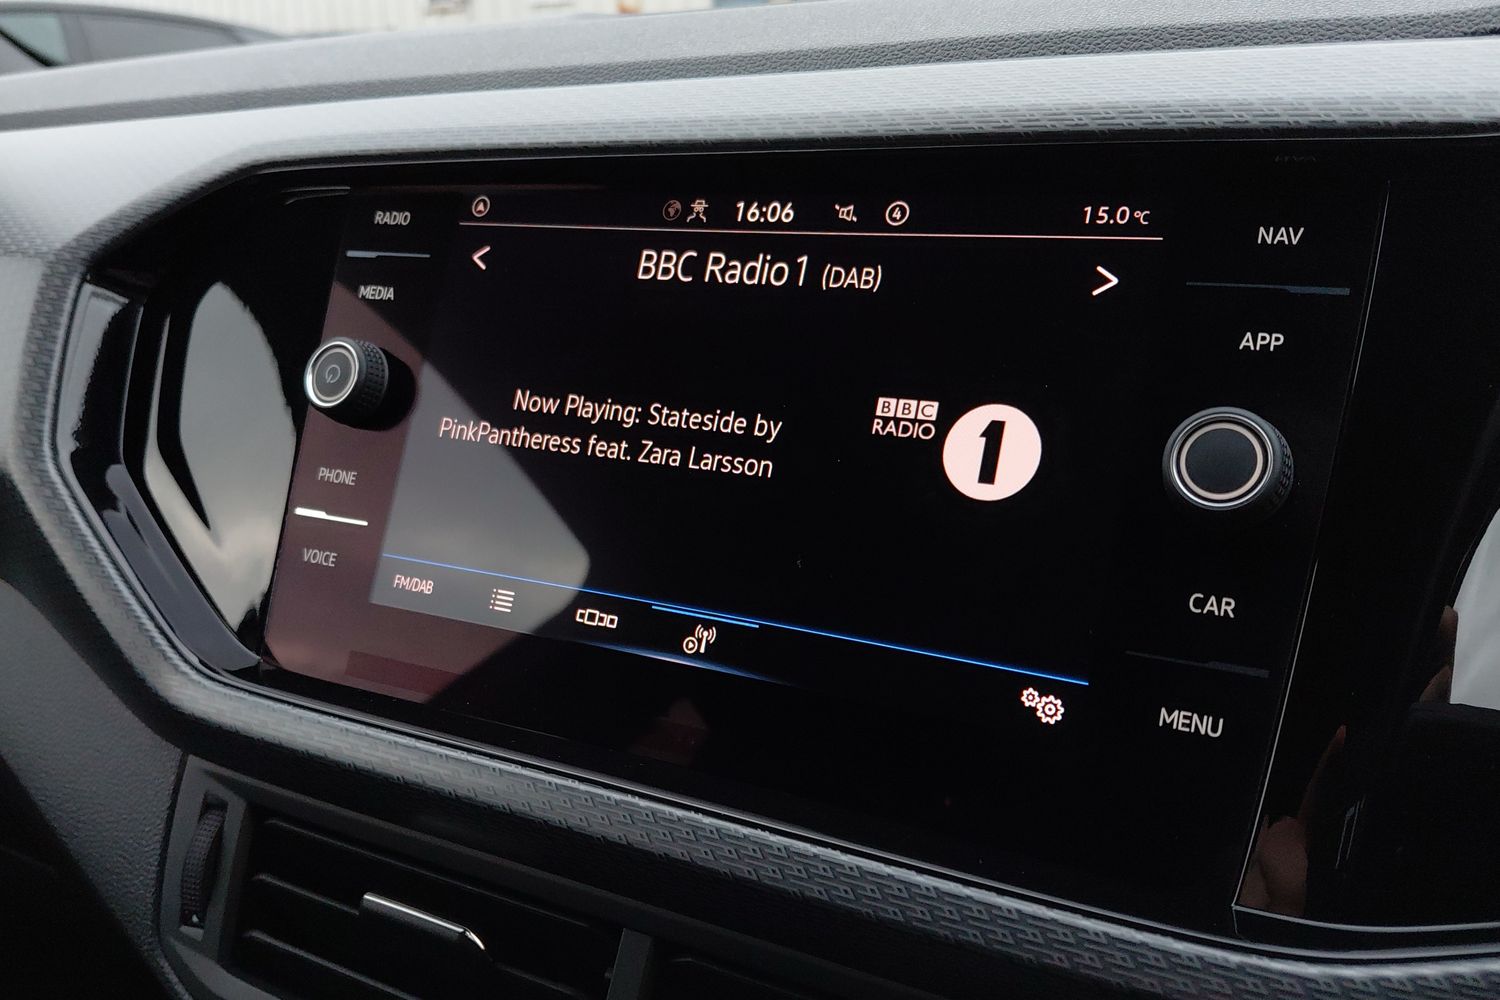 RADIO
MEDIA
PHONE
VOICE
16:06
4
15.0°C
< BBC Radio 1 (DAB) >
Now Playing: Stateside by
PinkPantheress feat. Zara Larsson
BBC
RADIO
1
FM/DAB
NAV
APP
CAR
MENU